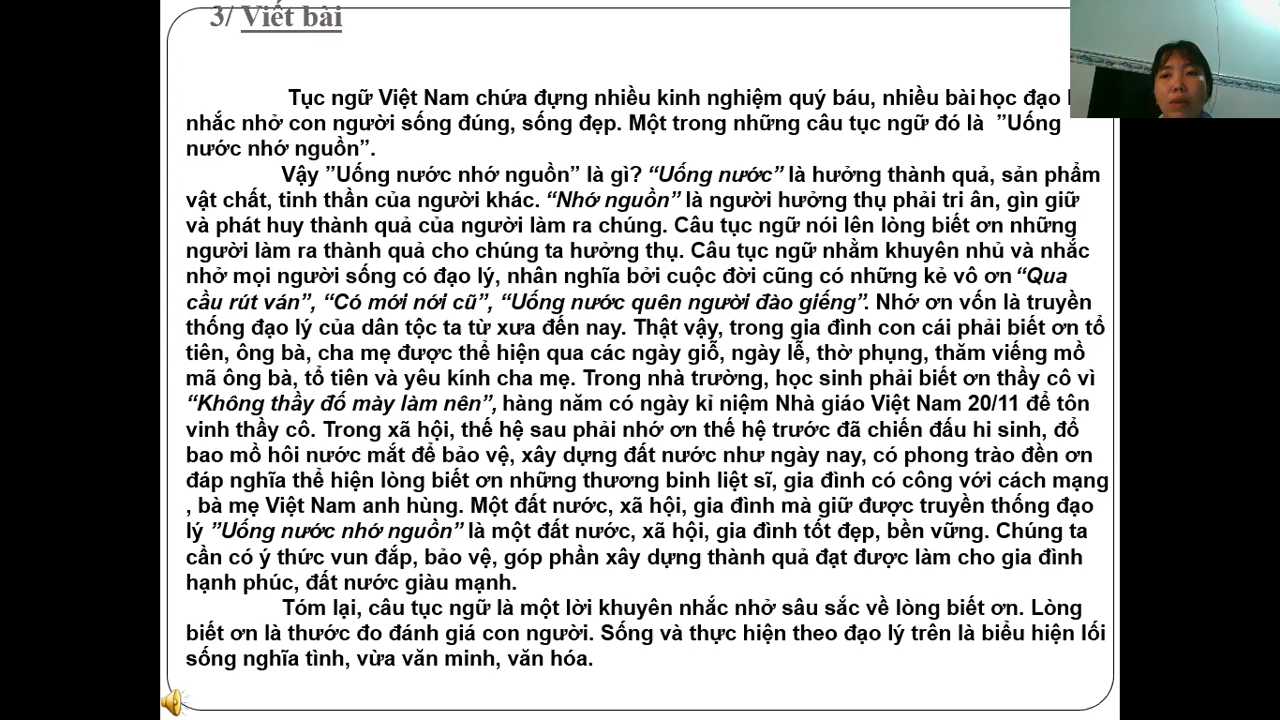 3/ Viết bài
Tục ngữ Việt Nam chứa đựng nhiều kinh nghiệm quý báu, nhiều bài học đạo
nhắc nhở con người sống đúng, sống đẹp. Một trong những câu tục ngữ đó là ”Uống
nước nhớ nguồn”.
Vậy ”Uống nước nhớ nguồn” là gì? “Uống nước” là hưởng thành quả, sản phẩm
vật chất, tinh thần của người khác. “Nhớ nguồn” là người hưởng thụ phải tri ân, gìn giữ
và phát huy thành quả của người làm ra chúng. Câu tục ngữ nói lên lòng biết ơn những
người làm ra thành quả cho chúng ta hưởng thụ. Câu tục ngữ nhằm khuyên nhủ và nhắc
nhở mọi người sống có đạo lý, nhân nghĩa bởi cuộc đời cũng có những kẻ vô ơn “Qua
cầu rút ván”, “Có mới nới cũ”, “Uống nước quên người đào giếng”. Nhớ ơn vốn là truyền
thống đạo lý của dân tộc ta từ xưa đến nay. Thật vậy, trong gia đình con cái phải biết ơn tổ
tiên, ông bà, cha mẹ được thể hiện qua các ngày giỗ, ngày lễ, thờ phụng, thăm viếng mồ
mã ông bà, tổ tiên và yêu kính cha mẹ. Trong nhà trường, học sinh phải biết ơn thầy cô vì
“Không thầy đố mày làm nên”, hàng năm có ngày kỉ niệm Nhà giáo Việt Nam 20/11 để tôn
vinh thầy cô. Trong xã hội, thế hệ sau phải nhớ ơn thế hệ trước đã chiến đấu hi sinh, đổ
bao mồ hôi nước mắt để bảo vệ, xây dựng đất nước như ngày nay, có phong trào đền ơn
đáp nghĩa thể hiện lòng biết ơn những thương binh liệt sĩ, gia đình có công với cách mạng
, bà mẹ Việt Nam anh hùng. Một đất nước, xã hội, gia đình mà giữ được truyền thống đạo
lý ”Uống nước nhớ nguồn” là một đất nước, xã hội, gia đình tốt đẹp, bền vững. Chúng ta
cần có ý thức vun đắp, bảo vệ, góp phần xây dựng thành quả đạt được làm cho gia đình
hạnh phúc, đất nước giàu mạnh.
Tóm lại, câu tục ngữ là một lời khuyên nhắc nhở sâu sắc về lòng biết ơn. Lòng
biết ơn là thước đo đánh giá con người. Sống và thực hiện theo đạo lý trên là biểu hiện lối
sống nghĩa tình, vừa văn minh, văn hóa.